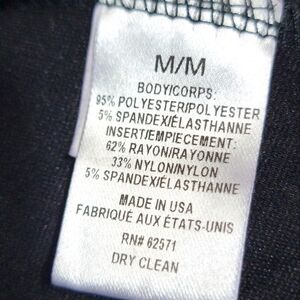 M/M
BODY/CORPS:
95% POLYESTER/POLYESTER
5% SPANDEX/ÉLASTHANNE
INSERT/EMPIECEMENT:
62% RAYON/RAYONNE
33% NYLON/NYLON
5% SPANDEX/ÉLASTHANNE
MADE IN USA
FABRIQUÉ AUX ÉTATS-UNIS
RN# 62571
DRY CLEAN